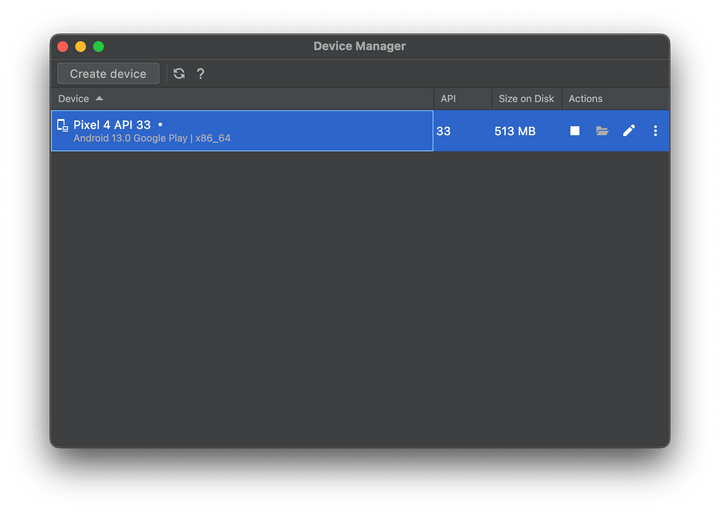 Device Manager
Create device ?
Device API Size on Disk Actions
Pixel 4 API 33 33 513 MB
Android 13.0 Google Play | x86_64